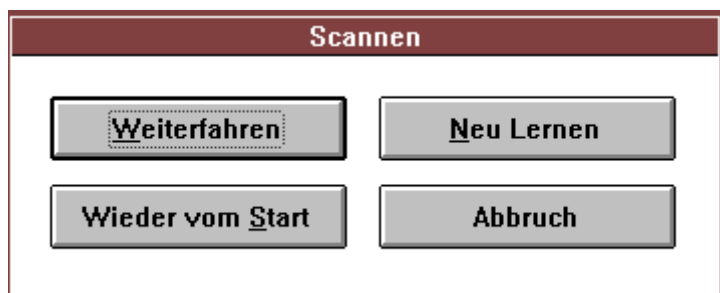 Scannen
Weiterfahren
Neu Lernen
Wieder vom Start
Abbruch